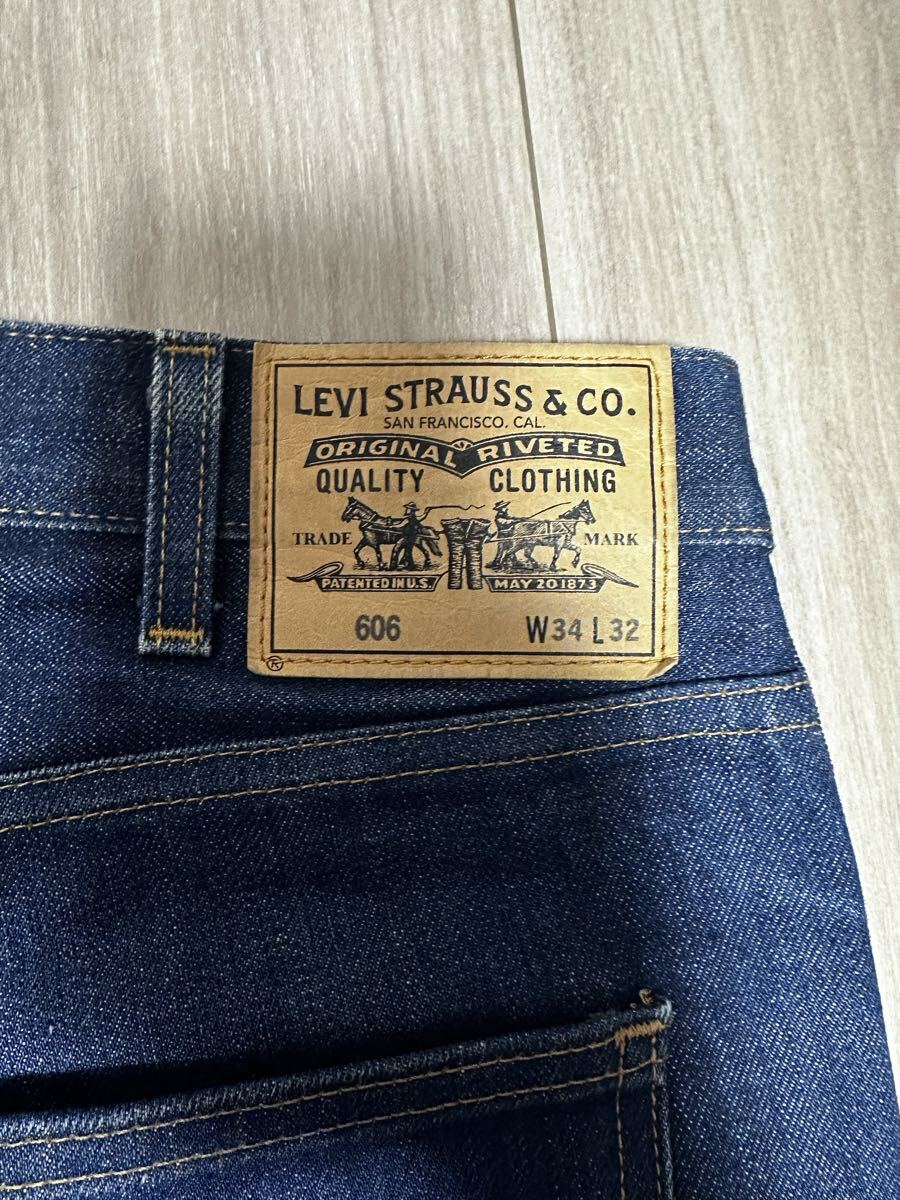 LEVI STRAUSS & CO.
SAN FRANCISCO, CAL.
ORIGINAL RIVETED
QUALITY CLOTHING
TRADE MARK
PATENTED IN U.S. MAY 20 1873
606 W34 L32
®